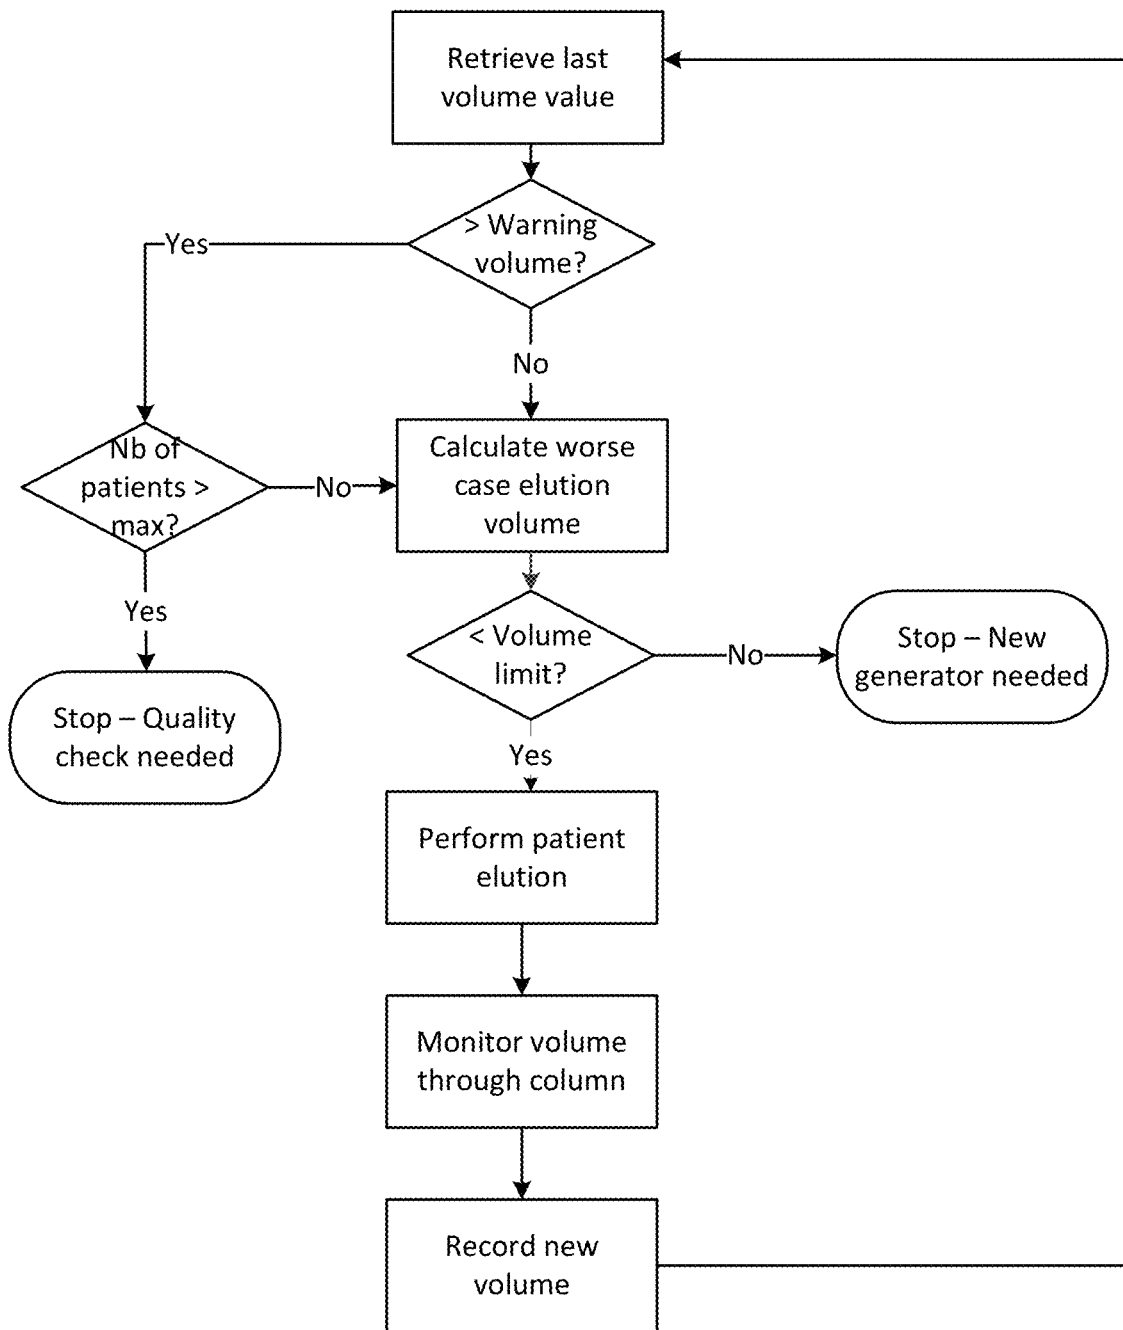 Retrieve last
volume value
> Warning
volume?
Yes
No
Nb of
patients >
max?
No
Calculate worse
case elution
volume
Yes
< Volume
limit?
No
Stop – New
generator needed
Stop – Quality
check needed
Yes
Perform patient
elution
Monitor volume
through column
Record new
volume